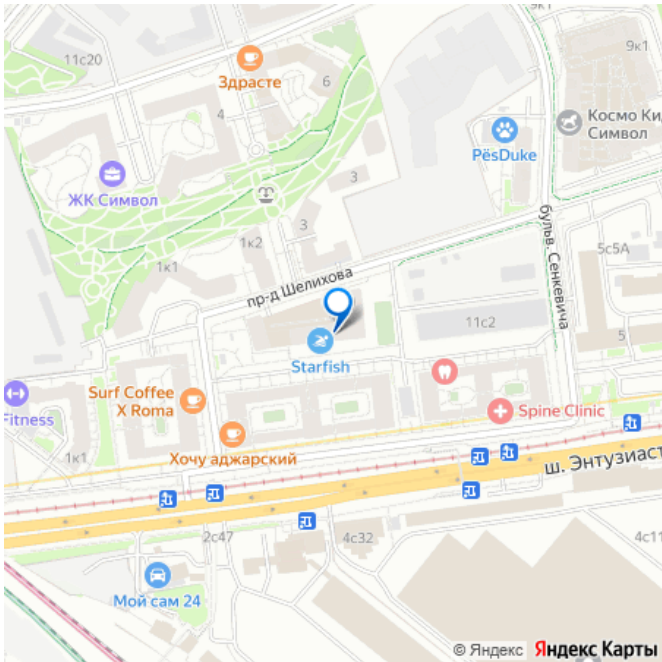 11с20
Здрасте
6
9к1
4
Космо Ки
Символ
ПёsDuke
ЖК Символ
3
3
1к2
1к1
пр-д Шелихова
бульв. Сенкевича
5с5А
11с2
5
Starfish
Surf Coffee
X Roma
Fitness
Spine Clinic
Хочу аджарский
1к1
ш. Энтузиаст
2с47
4с32
4с11
Мой сам 24
© Яндекс Яндекс Карты